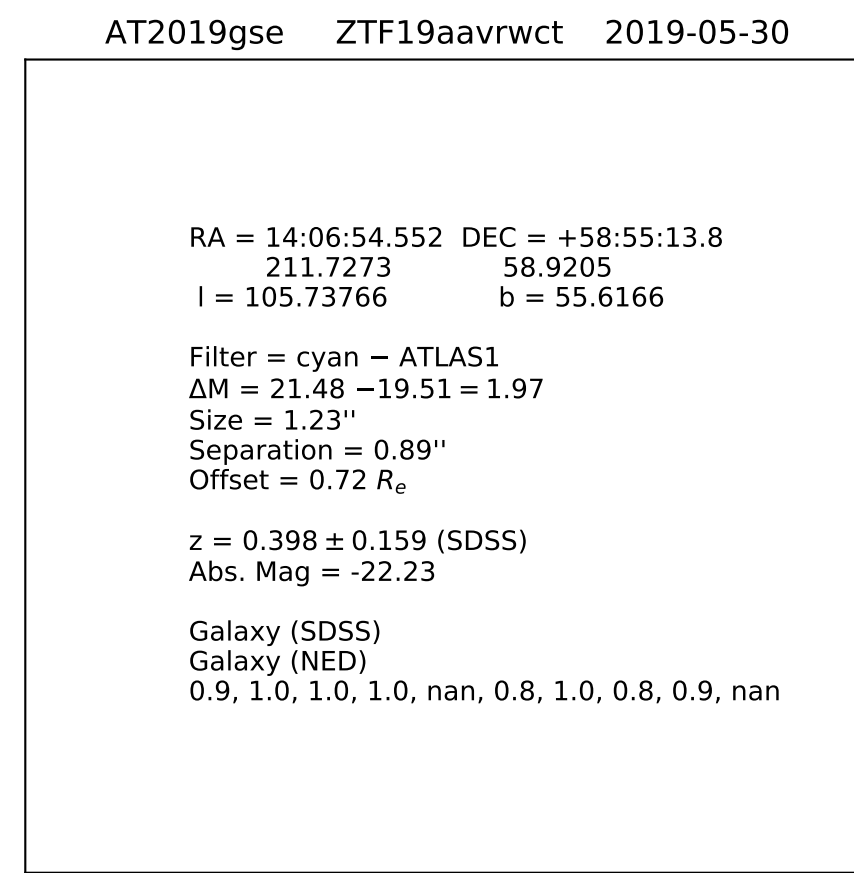 AT2019gse ZTF19aavrwct 2019-05-30
RA = 14:06:54.552 DEC = +58:55:13.8
211.7273 58.9205
l = 105.73766 b = 55.6166
Filter = cyan − ATLAS1
ΔM = 21.48 −19.51 = 1.97
Size = 1.23''
Separation = 0.89''
Offset = 0.72 Re
z = 0.398 ± 0.159 (SDSS)
Abs. Mag = -22.23
Galaxy (SDSS)
Galaxy (NED)
0.9, 1.0, 1.0, 1.0, nan, 0.8, 1.0, 0.8, 0.9, nan